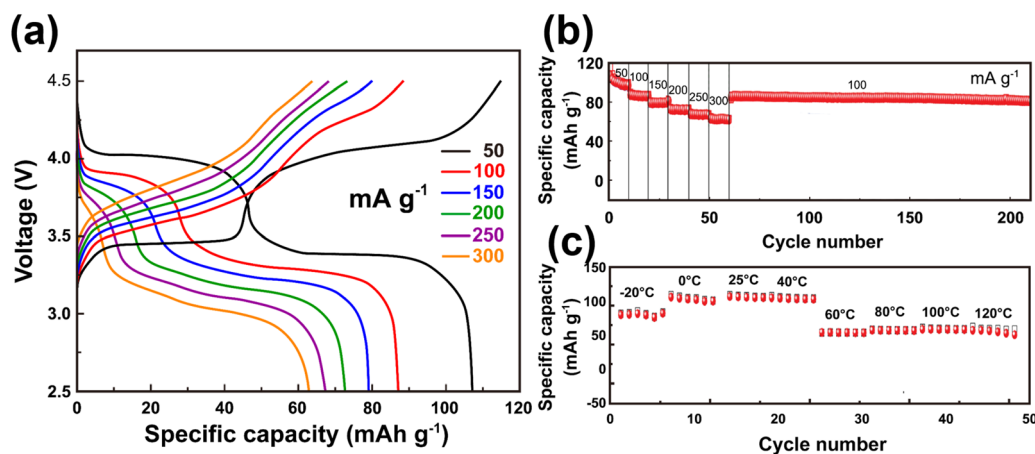 (a)
Voltage (V)
4.5
4.0
3.5
3.0
2.5
0 20 40 60 80 100 120
Specific capacity (mAh g⁻¹)
mA g⁻¹
50
100
150
200
250
300
(b)
Specific capacity
(mAh g⁻¹)
120
80
60
40
0
50
100
150
200
250
300
100
mA g⁻¹
0 50 100 150 200
Cycle number
(c)
Specific capacity
(mAh g⁻¹)
150
100
50
0
-50
-20°C
0°C
25°C
40°C
60°C
80°C
100°C
120°C
0 10 20 30 40 50
Cycle number